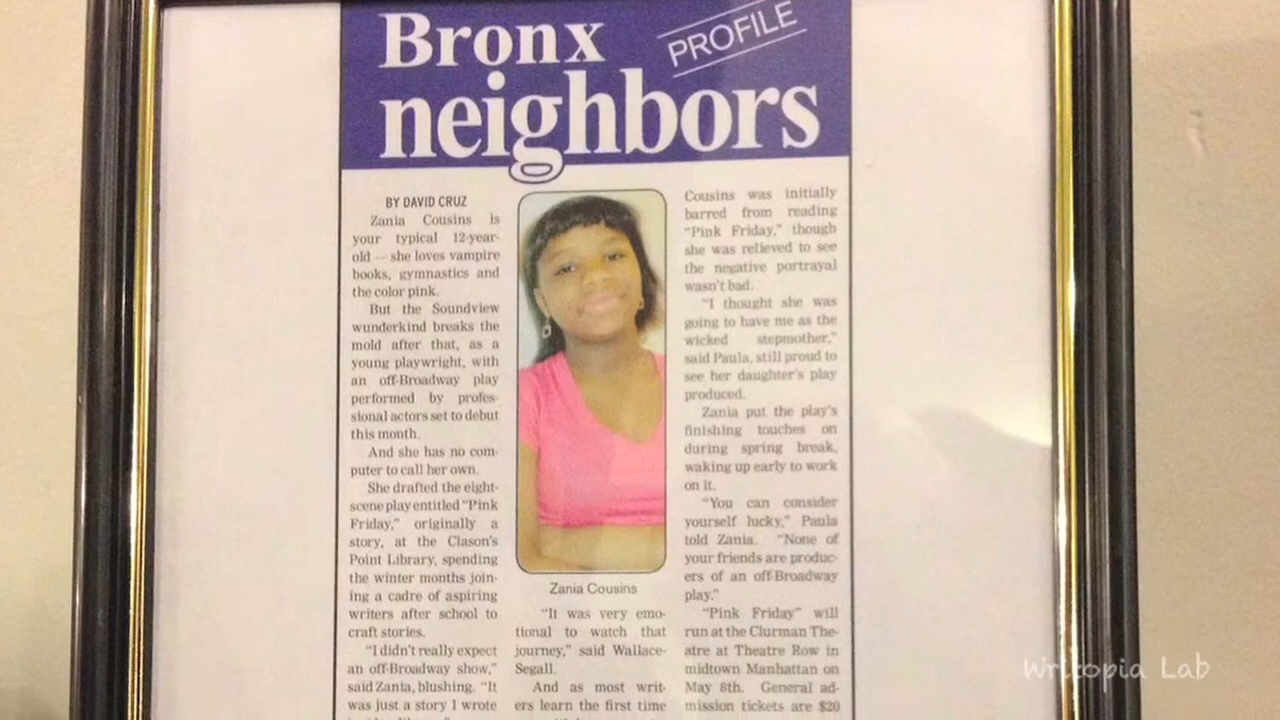 Bronx
PROFILE
neighbors
BY DAVID CRUZ
Zania Cousins is
your typical 12-year-
old — she loves vampire
books, gymnastics and
the color pink.
But the Soundview
wunderkind breaks the
mold after that, as a
young playwright, with
an off-Broadway play
performed by profes-
sional actors set to debut
this month.
And she has no com-
puter to call her own.
She drafted the eight-
scene play entitled "Pink
Friday," originally a
story, at the Clason's
Point Library, spending
the winter months join-
ing a cadre of aspiring
writers after school to
craft stories.
"I didn't really expect
an off-Broadway show,"
said Zania, blushing. "It
was just a story I wrote
Zania Cousins
"It was very emo-
tional to watch that
journey," said Wallace-
Segall.
And as most writ-
ers learn the first time
Cousins was initially
barred from reading
"Pink Friday," though
she was relieved to see
the negative portrayal
wasn't bad.
"I thought she was
going to have me as the
wicked stepmother,"
said Paula, still proud to
see her daughter's play
produced.
Zania put the play's
finishing touches on
during spring break,
waking up early to work
on it.
"You can consider
yourself lucky," Paula
told Zania. "None of
your friends are produc-
ers of an off-Broadway
play."
"Pink Friday" will
run at the Clurman The-
atre at Theatre Row in
midtown Manhattan on
May 8th. General ad-
mission tickets are $20
Writopia Lab